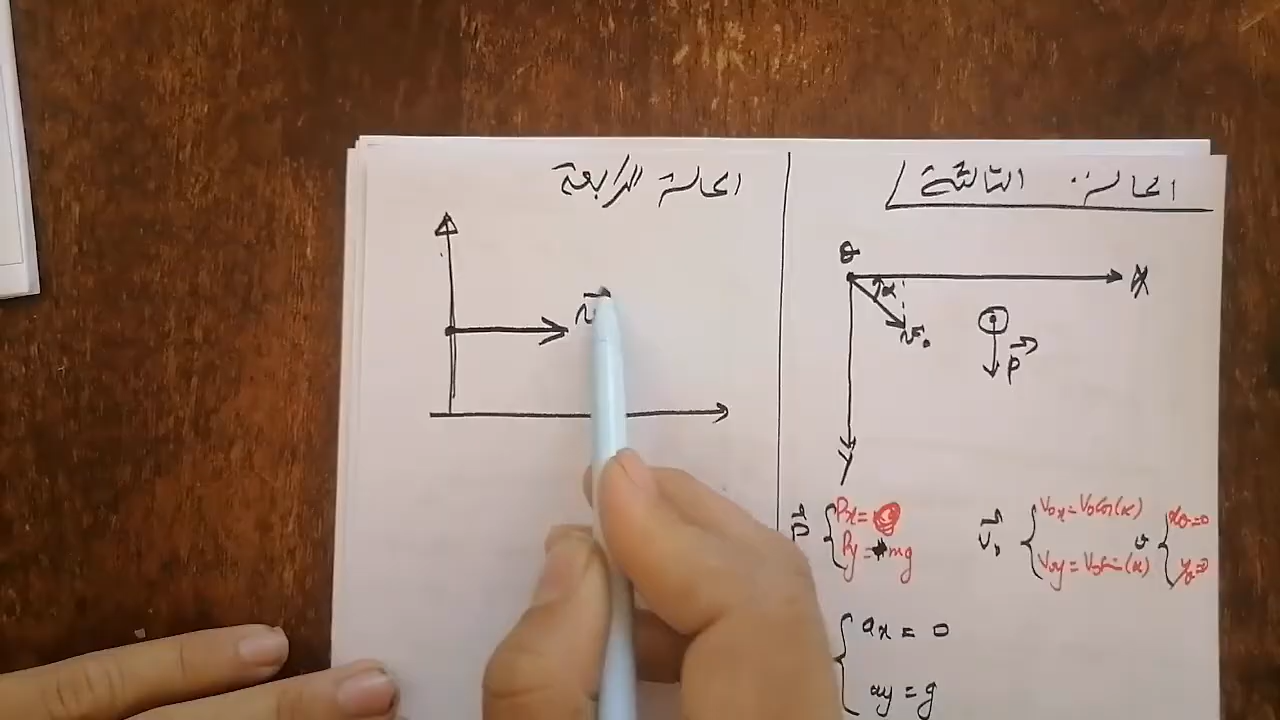 الحالة الثالثة
O
X
α
v₀
P
y
P { Px =
Py = mg
V₀ { V₀x = V₀cos(α)
V₀y = V₀sin(α)
{ x₀ = 0
y₀ = 0
{ ax = 0
ay = g
الحالة الرابعة